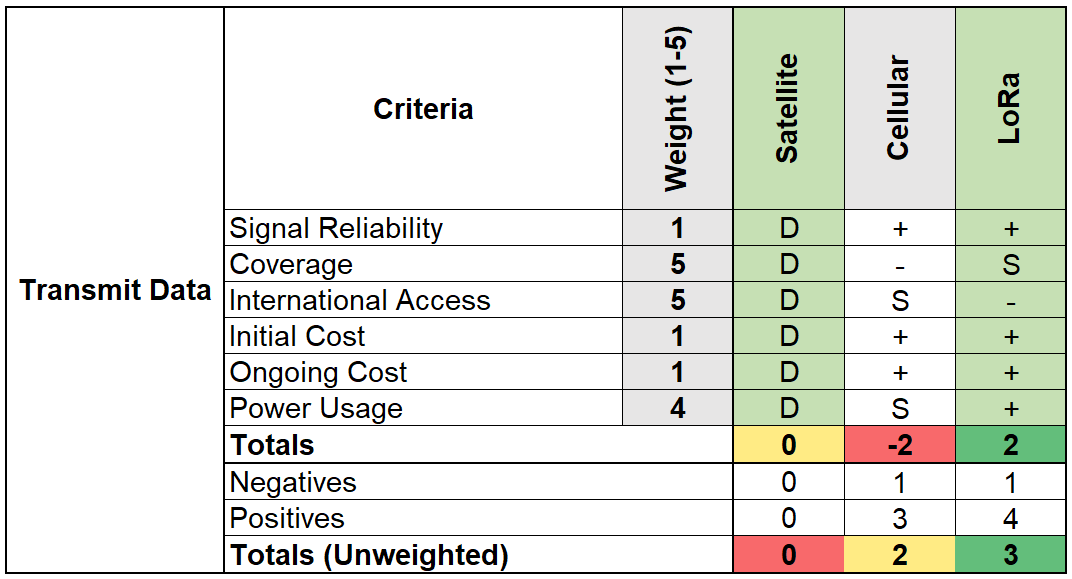 Criteria Weight (1-5) Satellite Cellular LoRa
Signal Reliability 1 D + +
Coverage 5 D - S
Transmit Data
International Access 5 D S -
Initial Cost 1 D + +
Ongoing Cost 1 D + +
Power Usage 4 D S +
Totals 0 -2 2
Negatives 0 1 1
Positives 0 3 4
Totals (Unweighted) 0 2 3